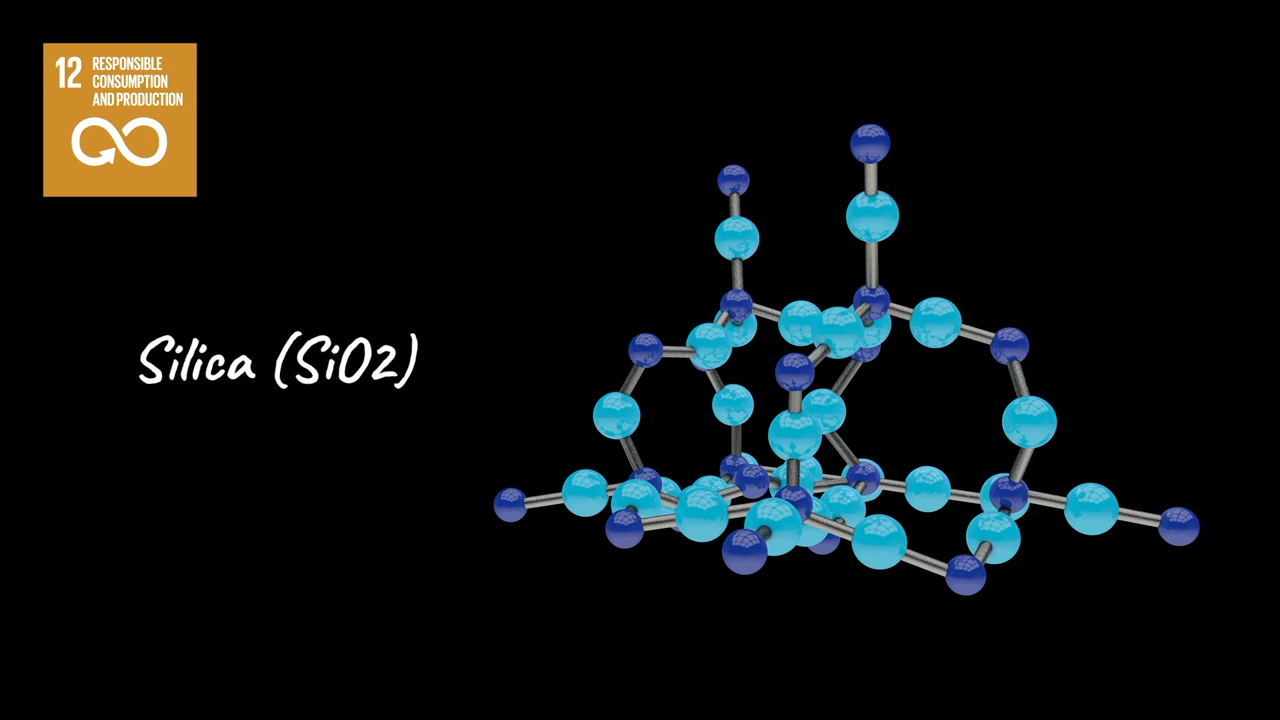 12 RESPONSIBLE
CONSUMPTION
AND PRODUCTION
Silica (SiO2)